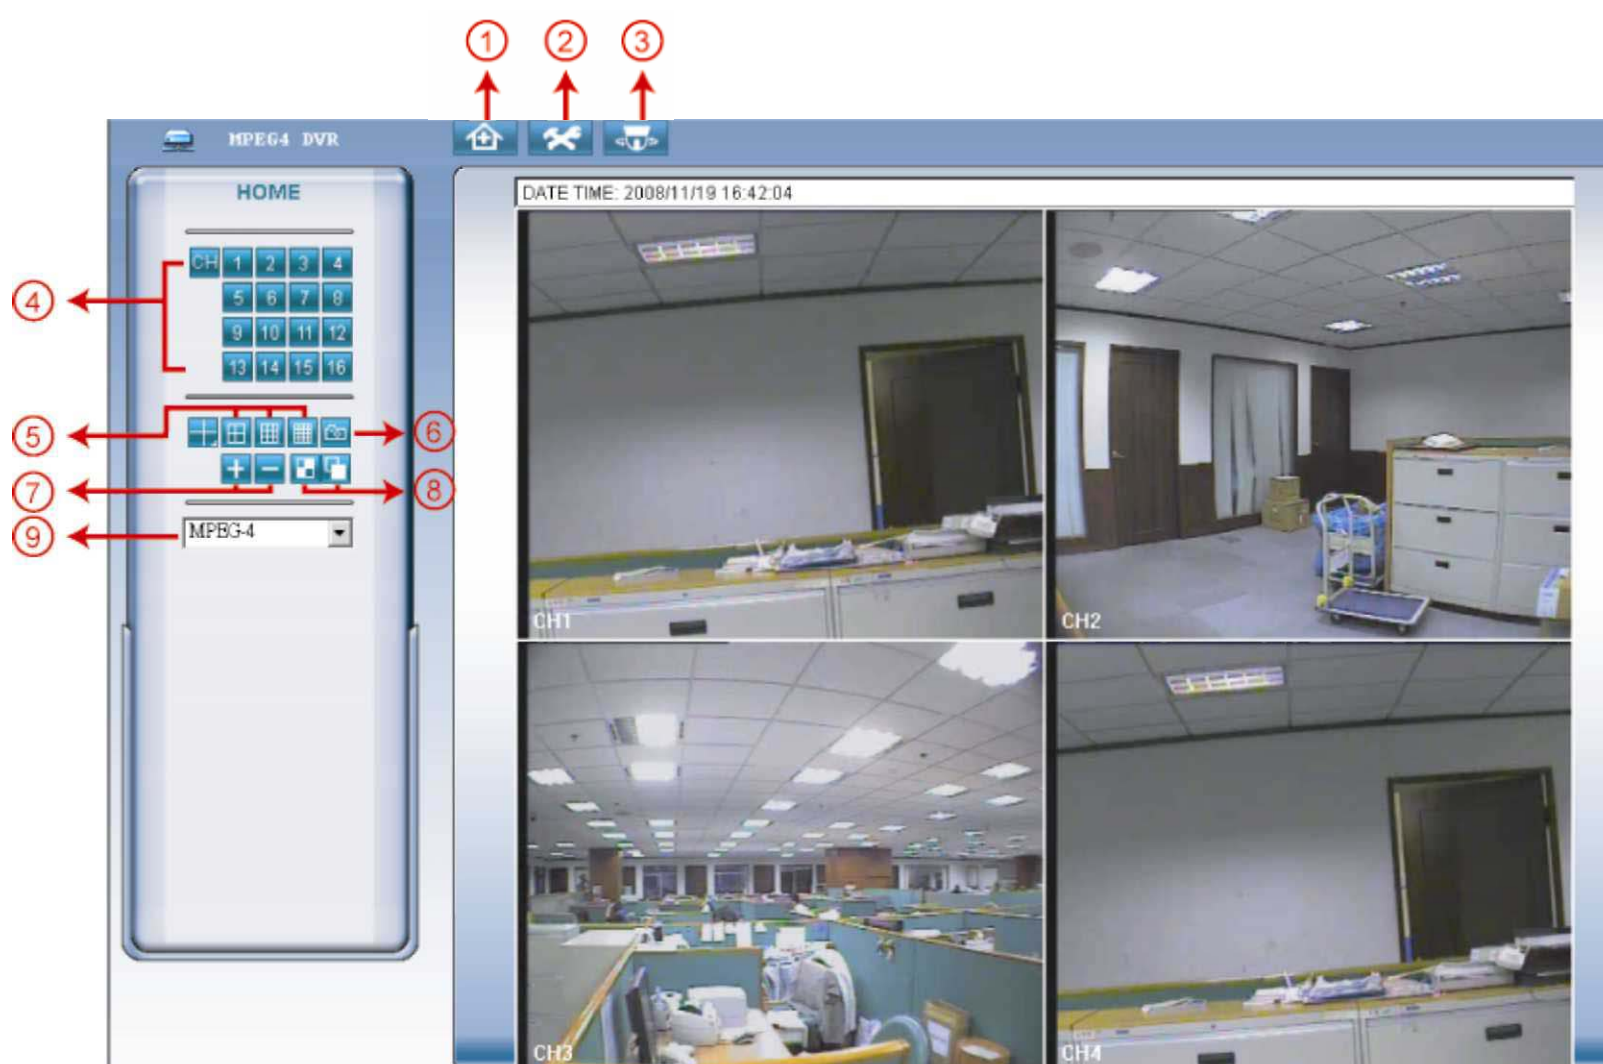 1 2 3
MPEG4 DVR
HOME
DATE TIME: 2008/11/19 16:42:04
4
CH 1 2 3 4
5 6 7 8
9 10 11 12
13 14 15 16
5
6
7
8
9
MPEG-4
CH1
CH2
CH3
CH4